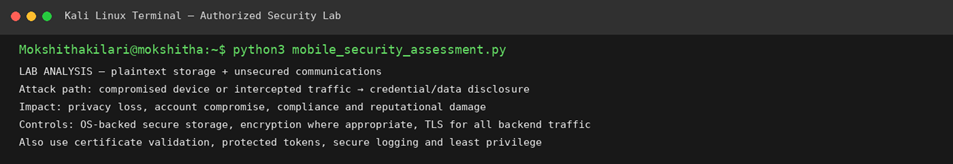 Kali Linux Terminal — Authorized Security Lab
Mokshithakilari@mokshitha:~$ python3 mobile_security_assessment.py
LAB ANALYSIS — plaintext storage + unsecured communications
Attack path: compromised device or intercepted traffic → credential/data disclosure
Impact: privacy loss, account compromise, compliance and reputational damage
Controls: OS-backed secure storage, encryption where appropriate, TLS for all backend traffic
Also use certificate validation, protected tokens, secure logging and least privilege